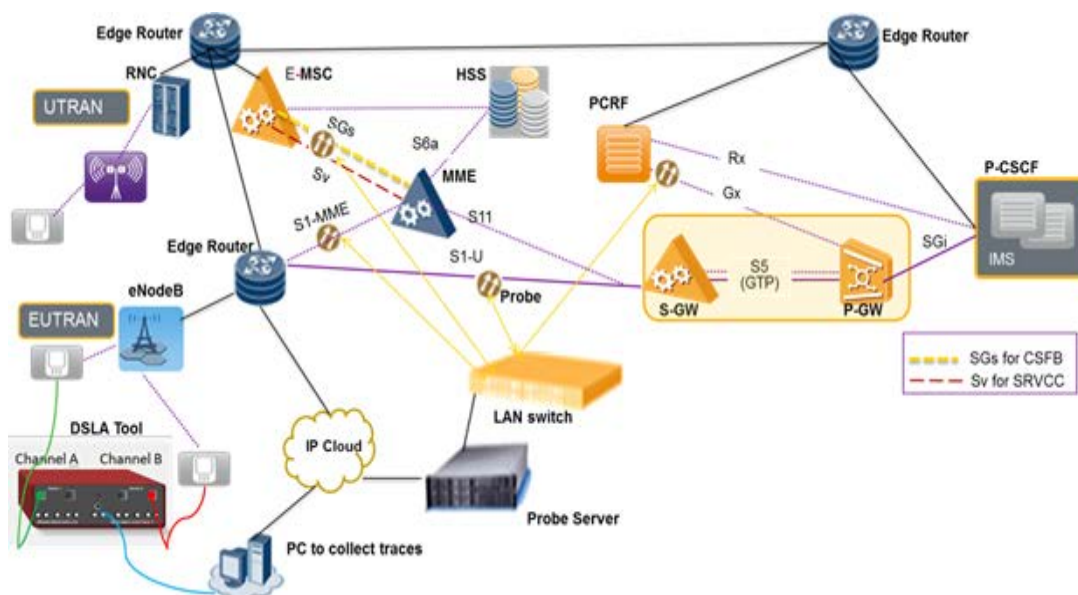 Edge Router
Edge Router
RNC
E-MSC
HSS
UTRAN
PCRF
SGs
S6a
Rx
P-CSCF
Sv
MME
Gx
S1-MME
S11
SGi
IMS
Edge Router
S1-U
S5
(GTP)
eNodeB
Probe
S-GW
P-GW
EUTRAN
SGs for CSFB
Sv for SRVCC
LAN switch
DSLA Tool
IP Cloud
Channel A
Channel B
Probe Server
PC to collect traces